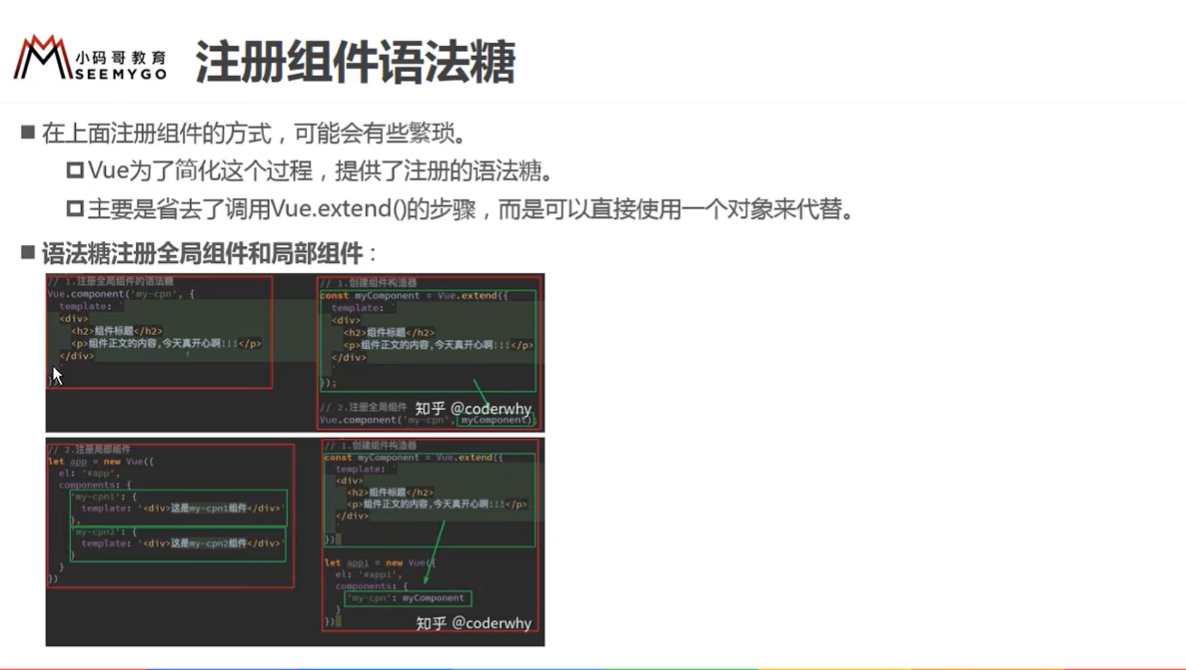 小码哥教育
SEEMYGO
注册组件语法糖
在上面注册组件的方式，可能会有些繁琐。
Vue为了简化这个过程，提供了注册的语法糖。
主要是省去了调用Vue.extend()的步骤，而是可以直接使用一个对象来代替。
语法糖注册全局组件和局部组件：
// 1.注册全局组件的语法糖
Vue.component('my-cpn', {
template: `
<div>
<h2>组件标题</h2>
<p>组件正文的内容,今天真开心啊!!!</p>
</div>
`
})
// 1.创建组件构造器
const myComponent = Vue.extend({
template: `
<div>
<h2>组件标题</h2>
<p>组件正文的内容,今天真开心啊!!!</p>
</div>
`
});
// 2.注册全局组件
Vue.component('my-cpn', myComponent);
知乎 @coderwhy
// 2.注册局部组件
let app = new Vue({
el: '#app',
components: {
'my-cpn1': {
template: '<div>这是my-cpn1组件</div>'
},
'my-cpn2': {
template: '<div>这是my-cpn2组件</div>'
}
}
})
// 1.创建组件构造器
const myComponent = Vue.extend({
template: `
<div>
<h2>组件标题</h2>
<p>组件正文的内容,今天真开心啊!!!</p>
</div>
`
})
let app1 = new Vue({
el: '#app1',
components: {
'my-cpn': myComponent
}
})
知乎 @coderwhy